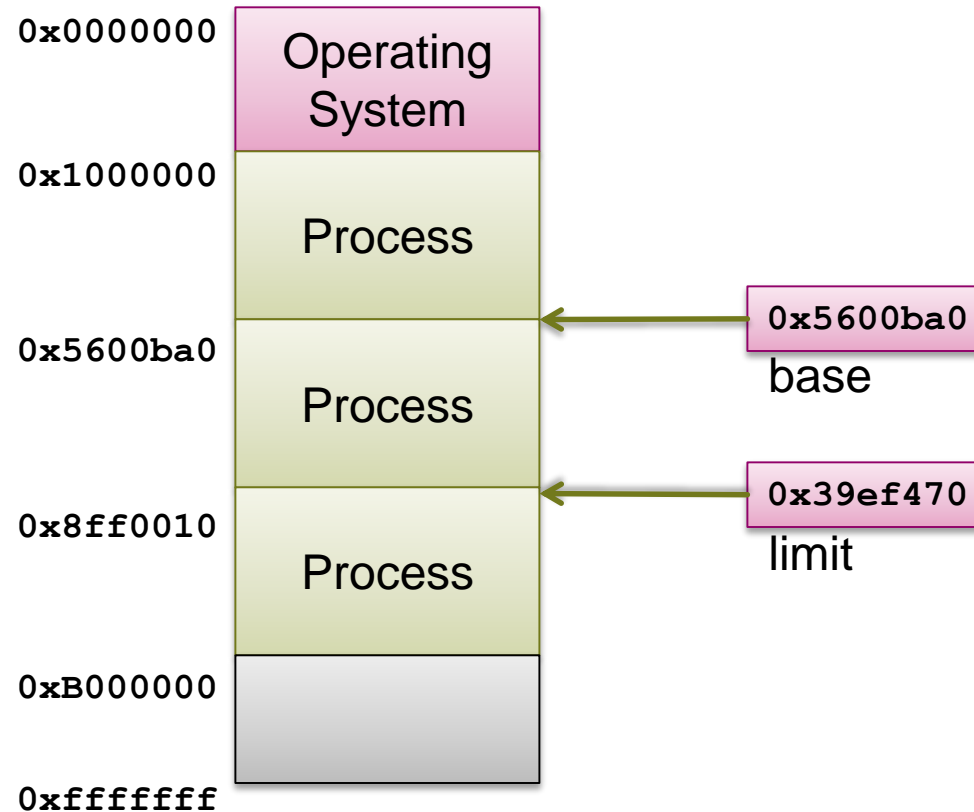 0x0000000
Operating
System
0x1000000
Process
0x5600ba0
base
0x5600ba0
Process
0x39ef470
limit
0x8ff0010
Process
0xB000000
0xfffffff